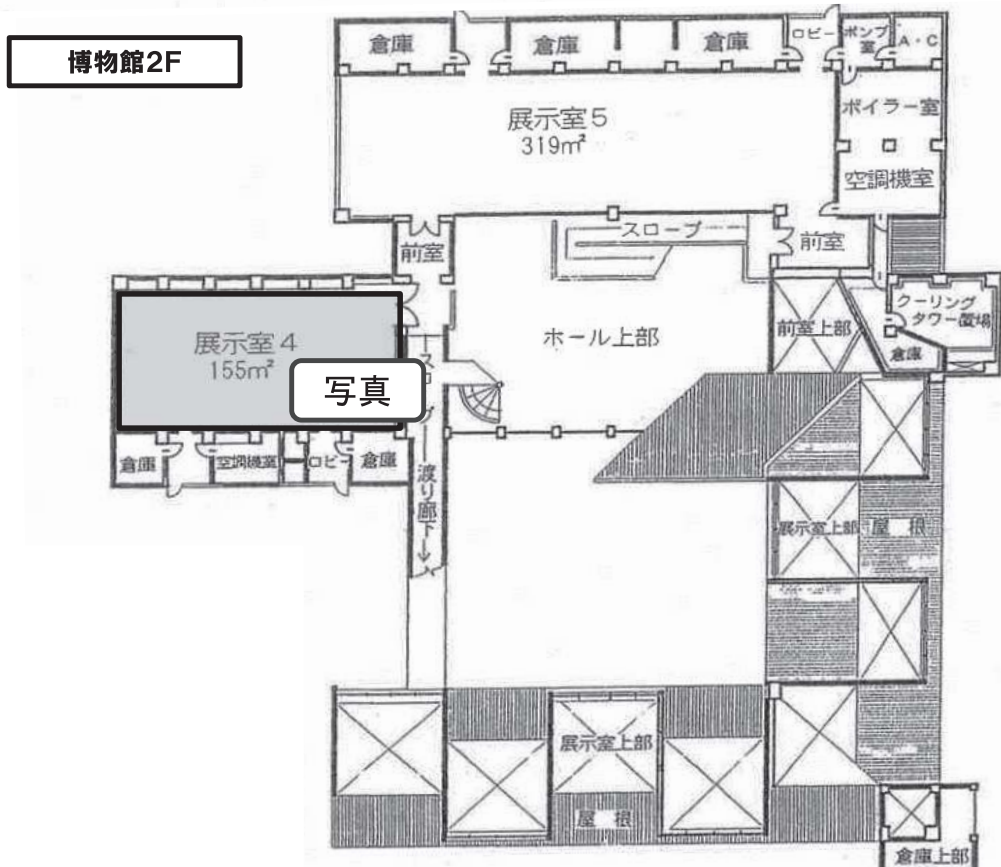 博物館2F
倉庫
倉庫
倉庫
ロビー
ポンプ
室
A・C
展示室5
319m²
ボイラー室
空調機室
前室
スロープ
前室
展示室4
155m²
写真
スロープ
ホール上部
前室上部
クーリング
タワー置場
倉庫
倉庫
空調機室
ロビー
倉庫
渡り廊下
展示室上部
屋根
展示室上部
屋根
倉庫上部